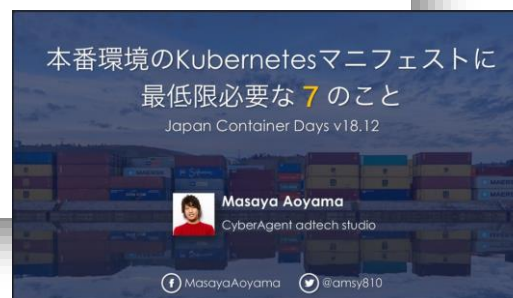 本番環境のKubernetesマニフェストに
最低限必要な 7 のこと
Japan Container Days v18.12
Masaya Aoyama
CyberAgent adtech studio
MasayaAoyama @amsy810